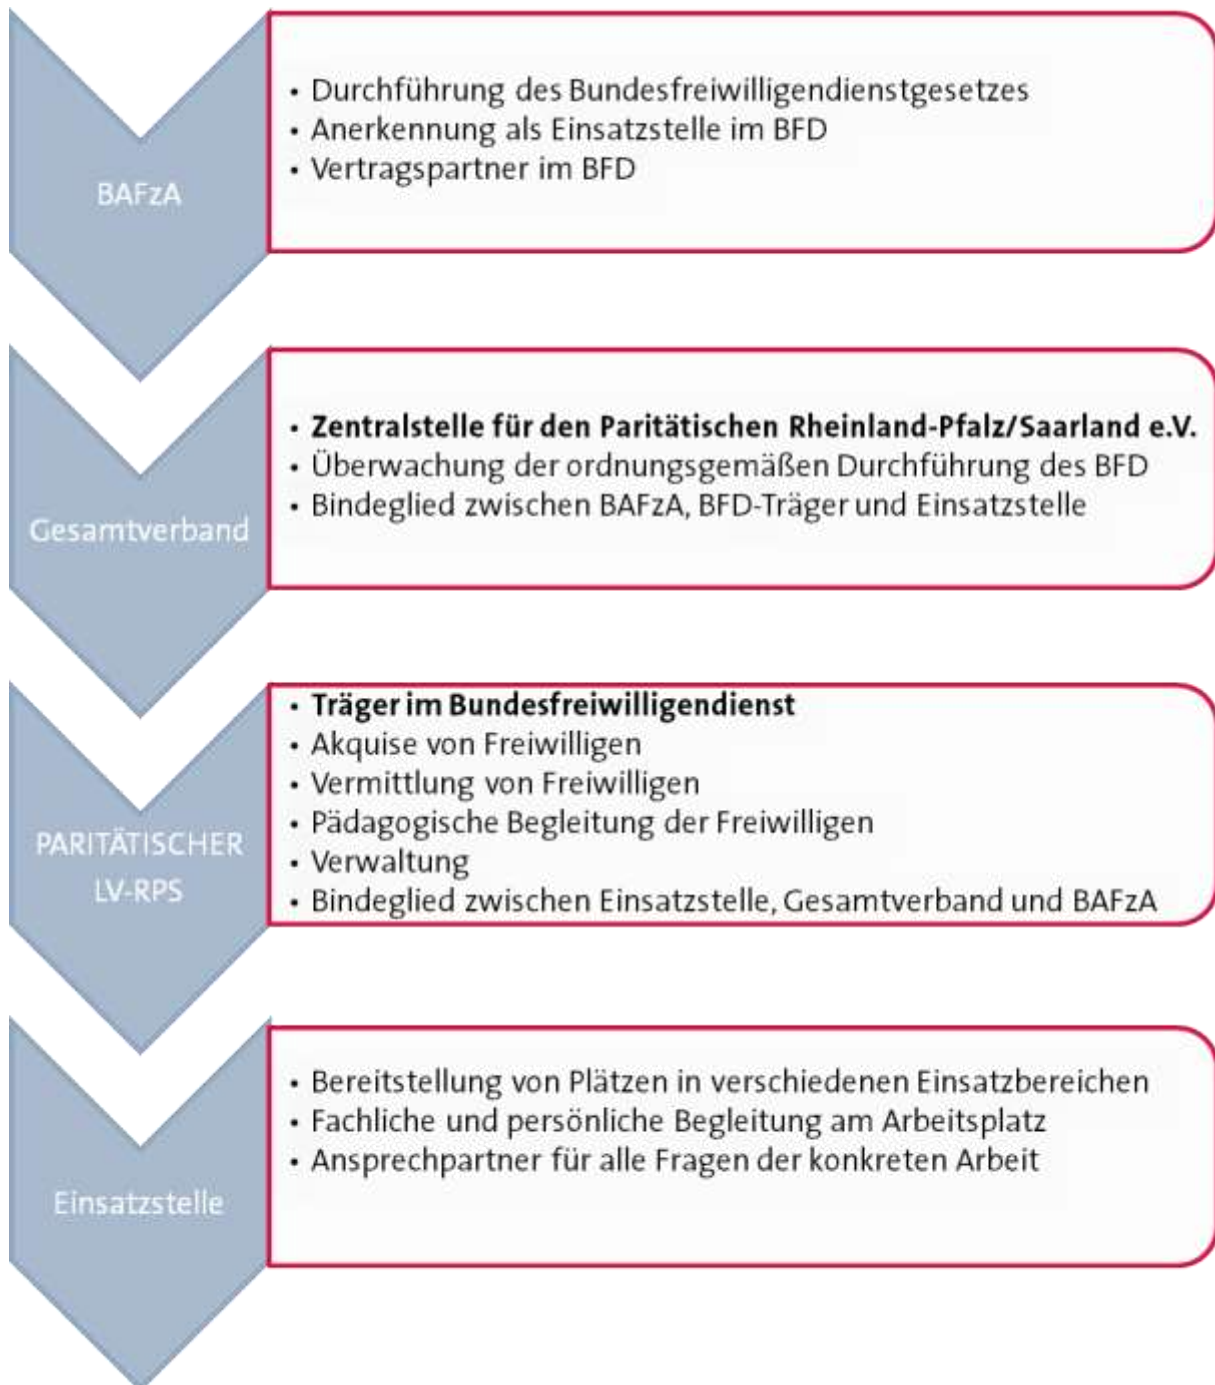 BAFzA
• Durchführung des Bundesfreiwilligendienstgesetzes
• Anerkennung als Einsatzstelle im BFD
• Vertragspartner im BFD
Gesamtverband
• Zentralstelle für den Paritätischen Rheinland-Pfalz/Saarland e.V.
• Überwachung der ordnungsgemäßen Durchführung des BFD
• Bindeglied zwischen BAFzA, BFD-Träger und Einsatzstelle
PARITÄTISCHER
LV-RPS
• Träger im Bundesfreiwilligendienst
• Akquise von Freiwilligen
• Vermittlung von Freiwilligen
• Pädagogische Begleitung der Freiwilligen
• Verwaltung
• Bindeglied zwischen Einsatzstelle, Gesamtverband und BAFzA
Einsatzstelle
• Bereitstellung von Plätzen in verschiedenen Einsatzbereichen
• Fachliche und persönliche Begleitung am Arbeitsplatz
• Ansprechpartner für alle Fragen der konkreten Arbeit